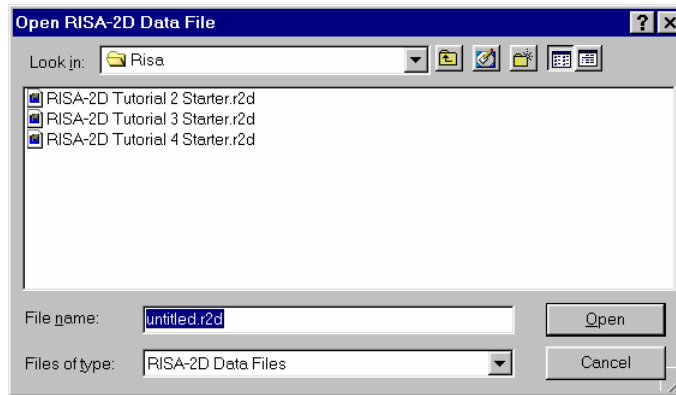 Open RISA-2D Data File
Look in: Risa
RISA-2D Tutorial 2 Starter.r2d
RISA-2D Tutorial 3 Starter.r2d
RISA-2D Tutorial 4 Starter.r2d
File name: untitled.r2d Open
Files of type: RISA-2D Data Files Cancel